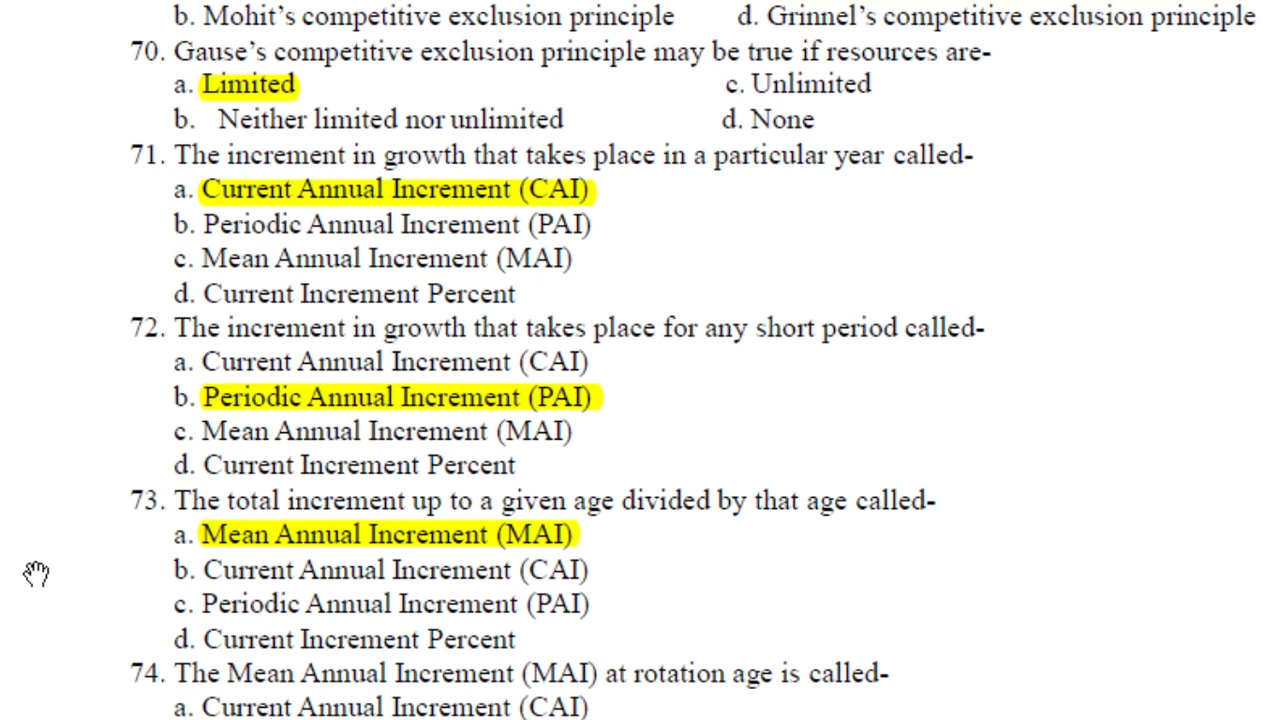 b. Mohit’s competitive exclusion principle d. Grinnel’s competitive exclusion principle
70. Gause’s competitive exclusion principle may be true if resources are-
a. Limited c. Unlimited
b. Neither limited nor unlimited d. None
71. The increment in growth that takes place in a particular year called-
a. Current Annual Increment (CAI)
b. Periodic Annual Increment (PAI)
c. Mean Annual Increment (MAI)
d. Current Increment Percent
72. The increment in growth that takes place for any short period called-
a. Current Annual Increment (CAI)
b. Periodic Annual Increment (PAI)
c. Mean Annual Increment (MAI)
d. Current Increment Percent
73. The total increment up to a given age divided by that age called-
a. Mean Annual Increment (MAI)
b. Current Annual Increment (CAI)
c. Periodic Annual Increment (PAI)
d. Current Increment Percent
74. The Mean Annual Increment (MAI) at rotation age is called-
a. Current Annual Increment (CAI)